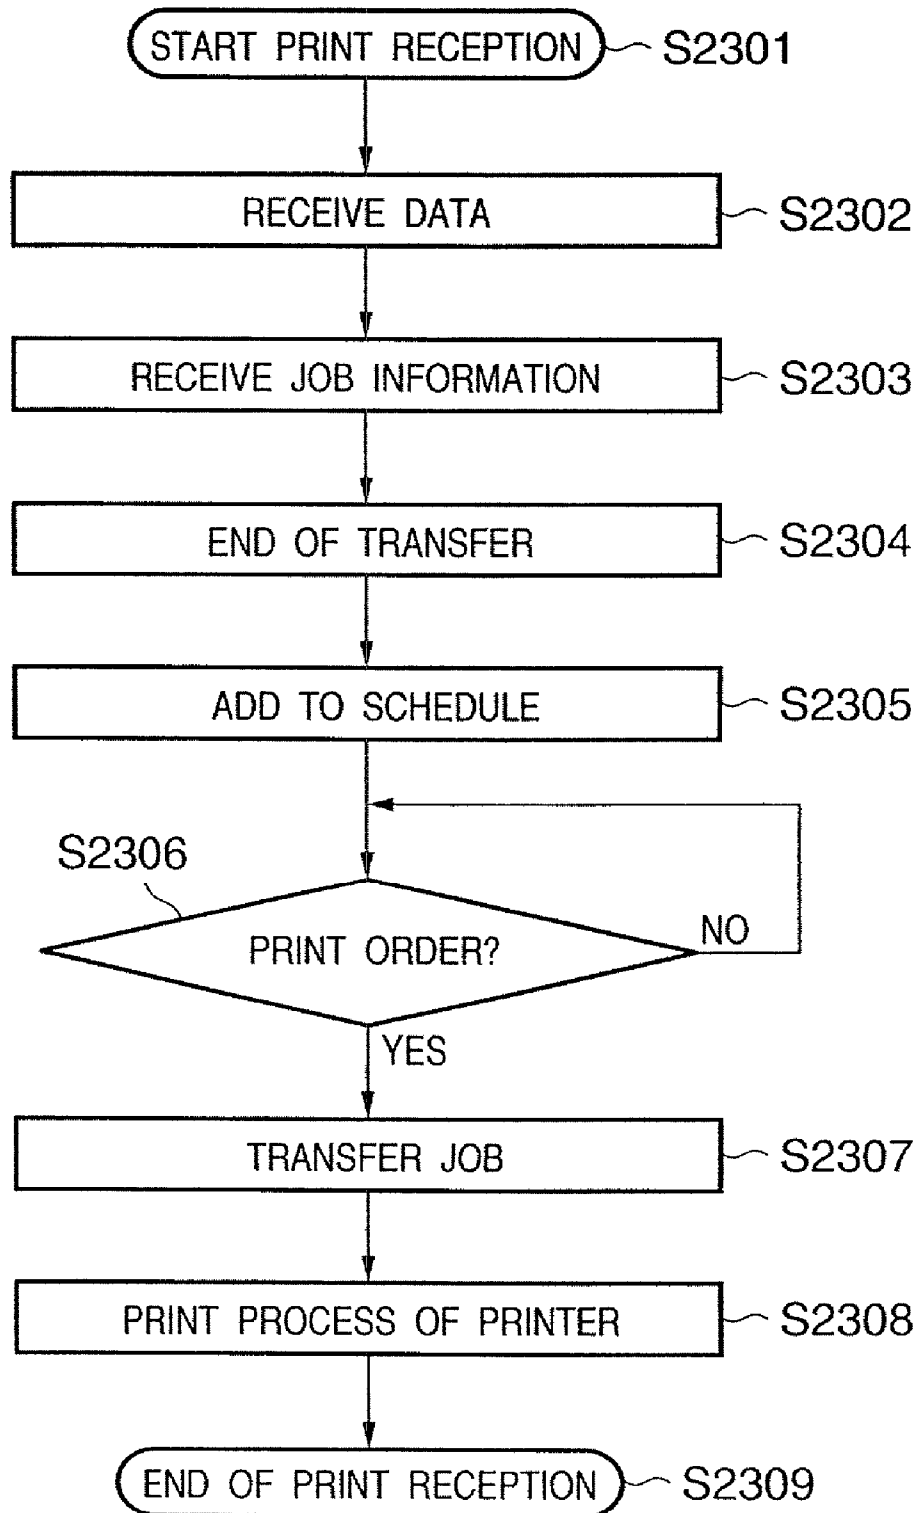 START PRINT RECEPTION S2301
RECEIVE DATA S2302
RECEIVE JOB INFORMATION S2303
END OF TRANSFER S2304
ADD TO SCHEDULE S2305
S2306
PRINT ORDER? NO
YES
TRANSFER JOB S2307
PRINT PROCESS OF PRINTER S2308
END OF PRINT RECEPTION S2309